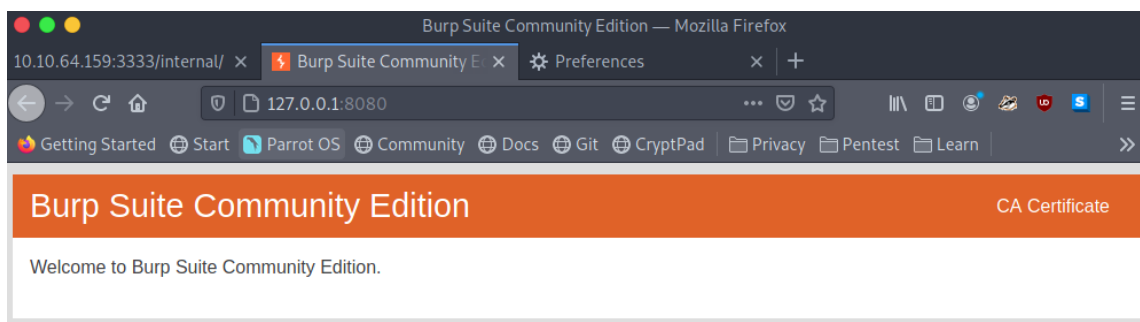 Burp Suite Community Edition — Mozilla Firefox
10.10.64.159:3333/internal/ Burp Suite Community E Preferences
127.0.0.1:8080
Getting Started Start Parrot OS Community Docs Git CryptPad Privacy Pentest Learn
Burp Suite Community Edition CA Certificate
Welcome to Burp Suite Community Edition.